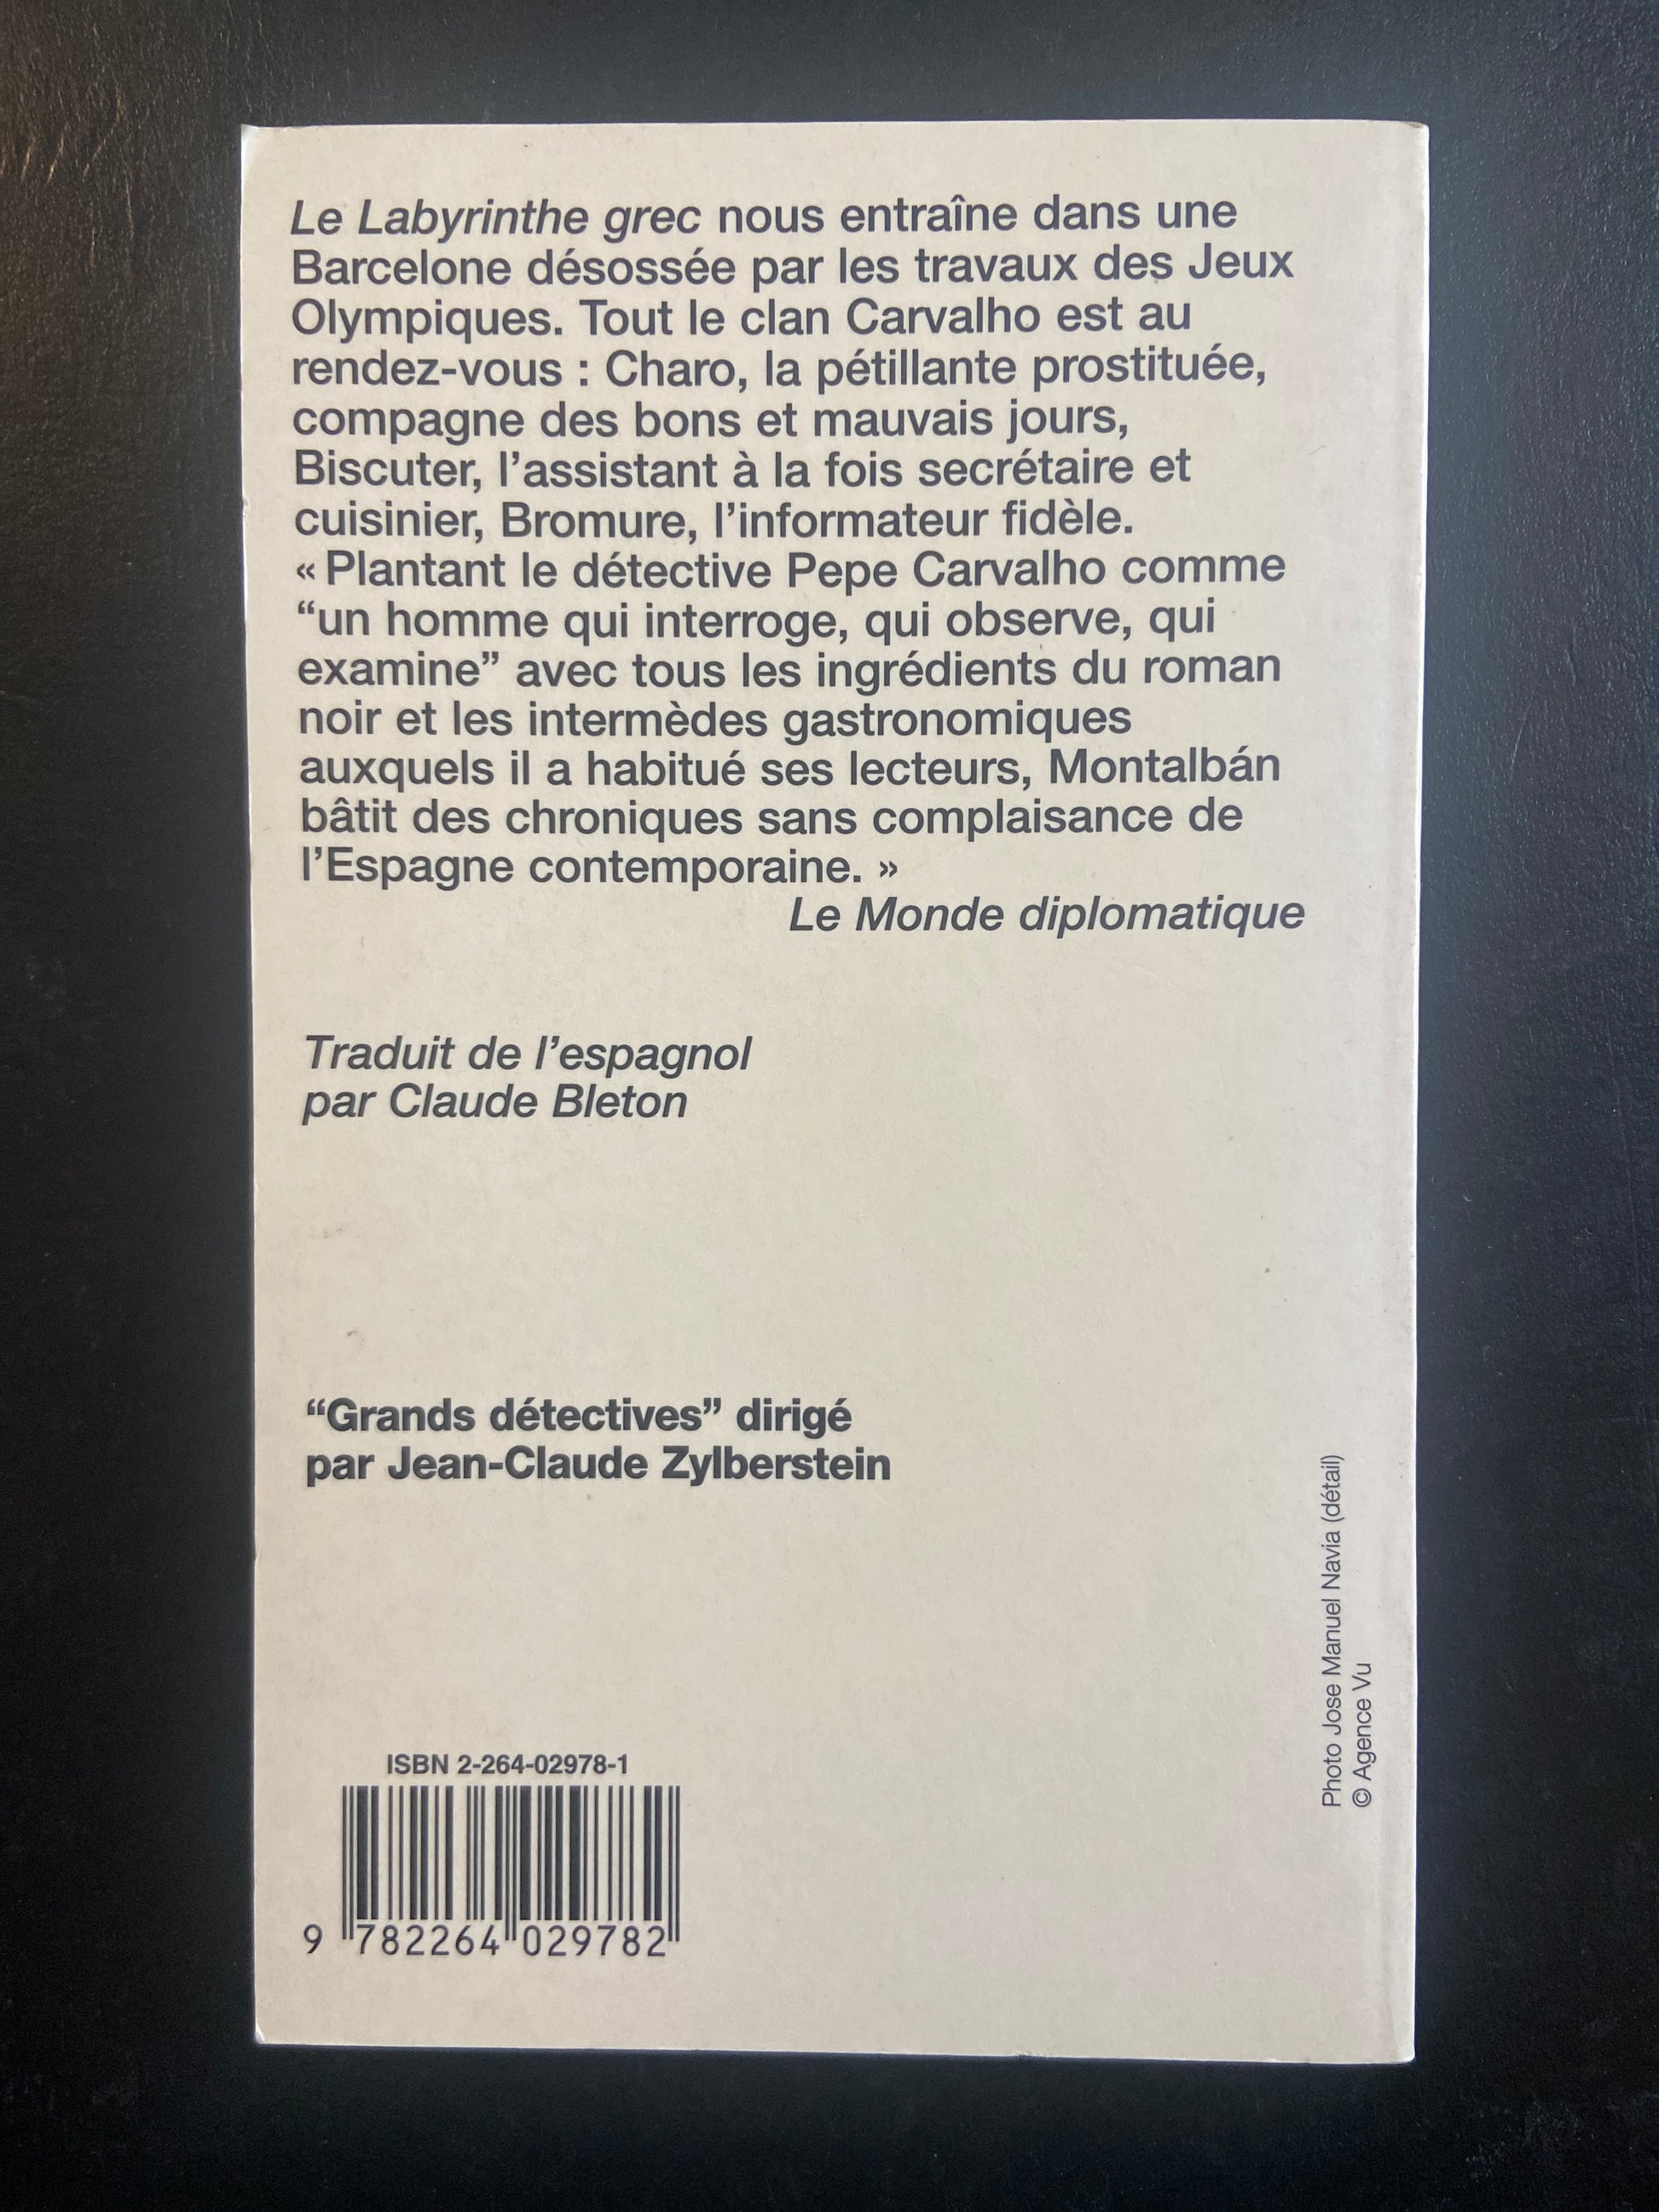 Le Labyrinthe grec nous entraîne dans une
Barcelone désossée par les travaux des Jeux
Olympiques. Tout le clan Carvalho est au
rendez-vous : Charo, la pétillante prostituée,
compagne des bons et mauvais jours,
Biscuter, l’assistant à la fois secrétaire et
cuisinier, Bromure, l’informateur fidèle.
« Plantant le détective Pepe Carvalho comme
“un homme qui interroge, qui observe, qui
examine” avec tous les ingrédients du roman
noir et les intermèdes gastronomiques
auxquels il a habitué ses lecteurs, Montalbán
bâtit des chroniques sans complaisance de
l’Espagne contemporaine. »
Le Monde diplomatique
Traduit de l’espagnol
par Claude Bleton
“Grands détectives” dirigé
par Jean-Claude Zylberstein
Photo Jose Manuel Navia (détail)
© Agence Vu
ISBN 2-264-02978-1
9 782264 029782